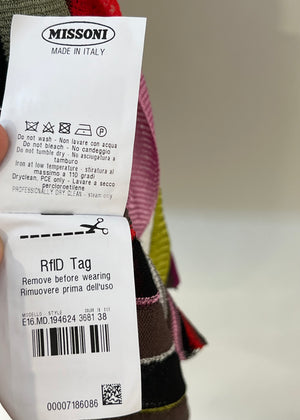 MISSONI
MADE IN ITALY
Do not wash - Non lavare con acqua
Do not bleach - No candeggio
Do not tumble dry - No asciugatura a
tamburo
Iron at low temperature - stiratura al
massimo a 110 gradi
Dryclean, PCE only - Lavare a secco
percloroetilene
PROFESSIONALLY DRY CLEAN - steam only
RfID Tag
Remove before wearing
Rimuovere prima dell'uso
MODELLO - STYLE
E16.MD.194624 3681 38
00007186086